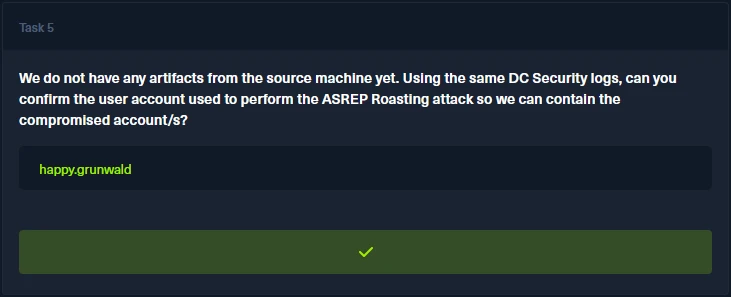 Task 5
We do not have any artifacts from the source machine yet. Using the same DC Security logs, can you
confirm the user account used to perform the ASREP Roasting attack so we can contain the
compromised account/s?
happy.grunwald